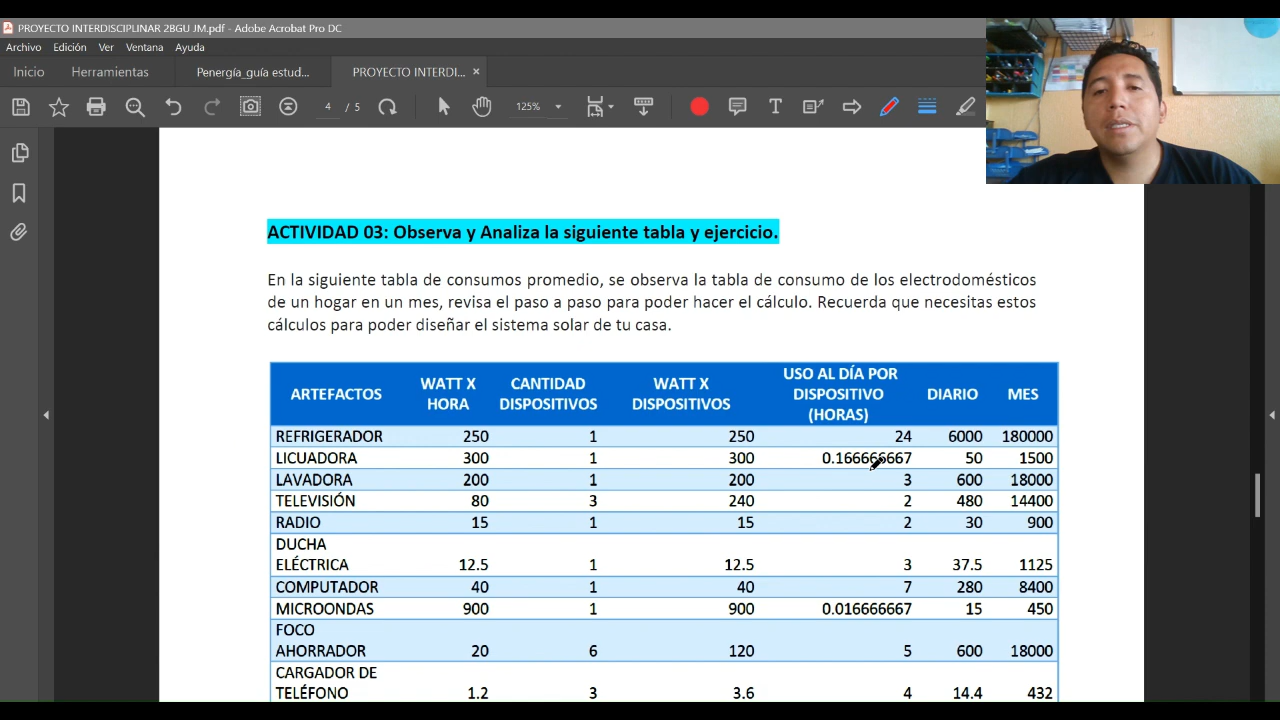 PROYECTO INTERDISCIPLINAR 2BGU JM.pdf - Adobe Acrobat Pro DC
Archivo Edición Ver Ventana Ayuda
Inicio Herramientas Penergía_guía estud... PROYECTO INTERDI... ×
4 / 5 125%
ACTIVIDAD 03: Observa y Analiza la siguiente tabla y ejercicio.
En la siguiente tabla de consumos promedio, se observa la tabla de consumo de los electrodomésticos
de un hogar en un mes, revisa el paso a paso para poder hacer el cálculo. Recuerda que necesitas estos
cálculos para poder diseñar el sistema solar de tu casa.
ARTEFACTOS WATT X HORA CANTIDAD DISPOSITIVOS WATT X DISPOSITIVOS USO AL DÍA POR DISPOSITIVO (HORAS) DIARIO MES
REFRIGERADOR 250 1 250 24 6000 180000
LICUADORA 300 1 300 0.166666667 50 1500
LAVADORA 200 1 200 3 600 18000
TELEVISIÓN 80 3 240 2 480 14400
RADIO 15 1 15 2 30 900
DUCHA
ELÉCTRICA 12.5 1 12.5 3 37.5 1125
COMPUTADOR 40 1 40 7 280 8400
MICROONDAS 900 1 900 0.016666667 15 450
FOCO
AHORRADOR 20 6 120 5 600 18000
CARGADOR DE
TELÉFONO 1.2 3 3.6 4 14.4 432